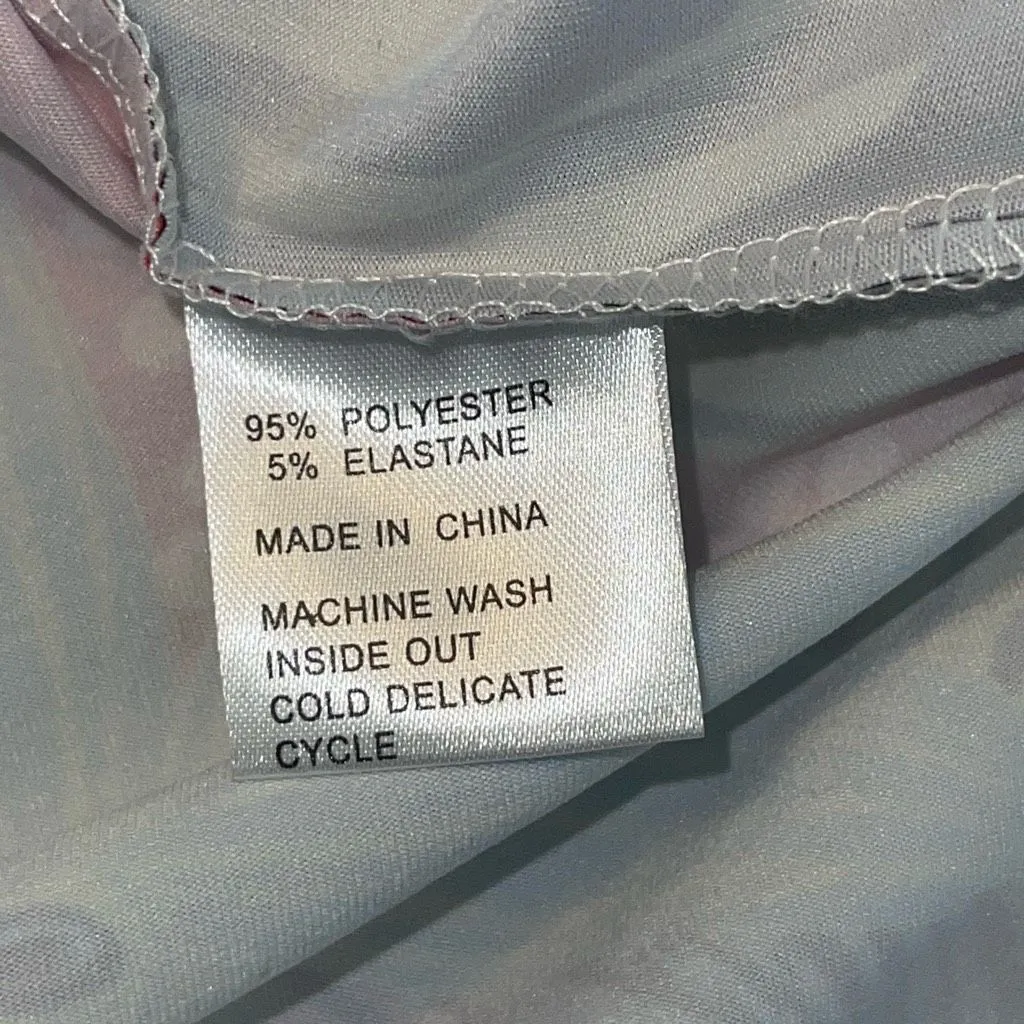 95% POLYESTER
5% ELASTANE
MADE IN CHINA
MACHINE WASH
INSIDE OUT
COLD DELICATE
CYCLE